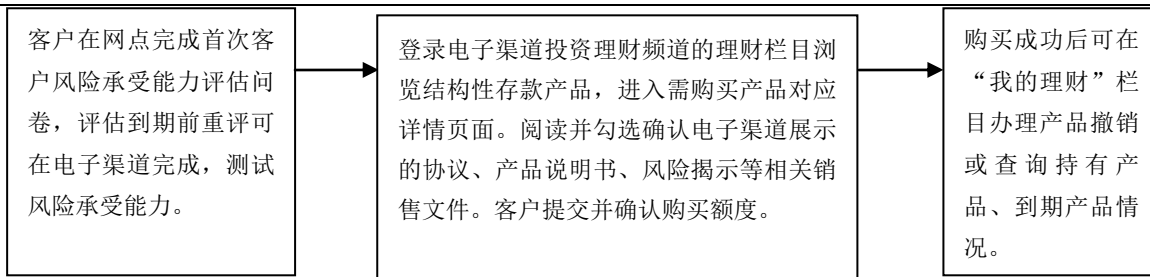 客户在网点完成首次客
户风险承受能力评估问
卷，评估到期前重评可
在电子渠道完成，测试
风险承受能力。
登录电子渠道投资理财频道的理财栏目浏
览结构性存款产品，进入需购买产品对应
详情页面。阅读并勾选确认电子渠道展示
的协议、产品说明书、风险揭示等相关销
售文件。客户提交并确认购买额度。
购买成功后可在
“我的理财”栏
目办理产品撤销
或查询持有产
品、到期产品情
况。